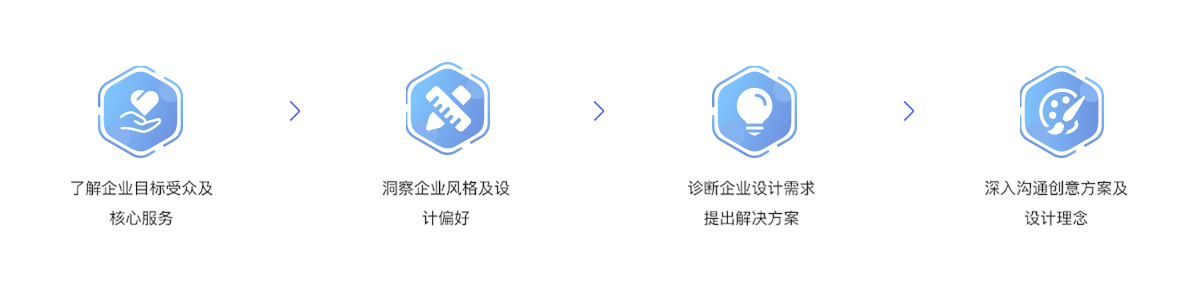 了解企业目标受众及
核心服务
洞察企业风格及设
计偏好
诊断企业设计需求
提出解决方案
深入沟通创意方案及
设计理念